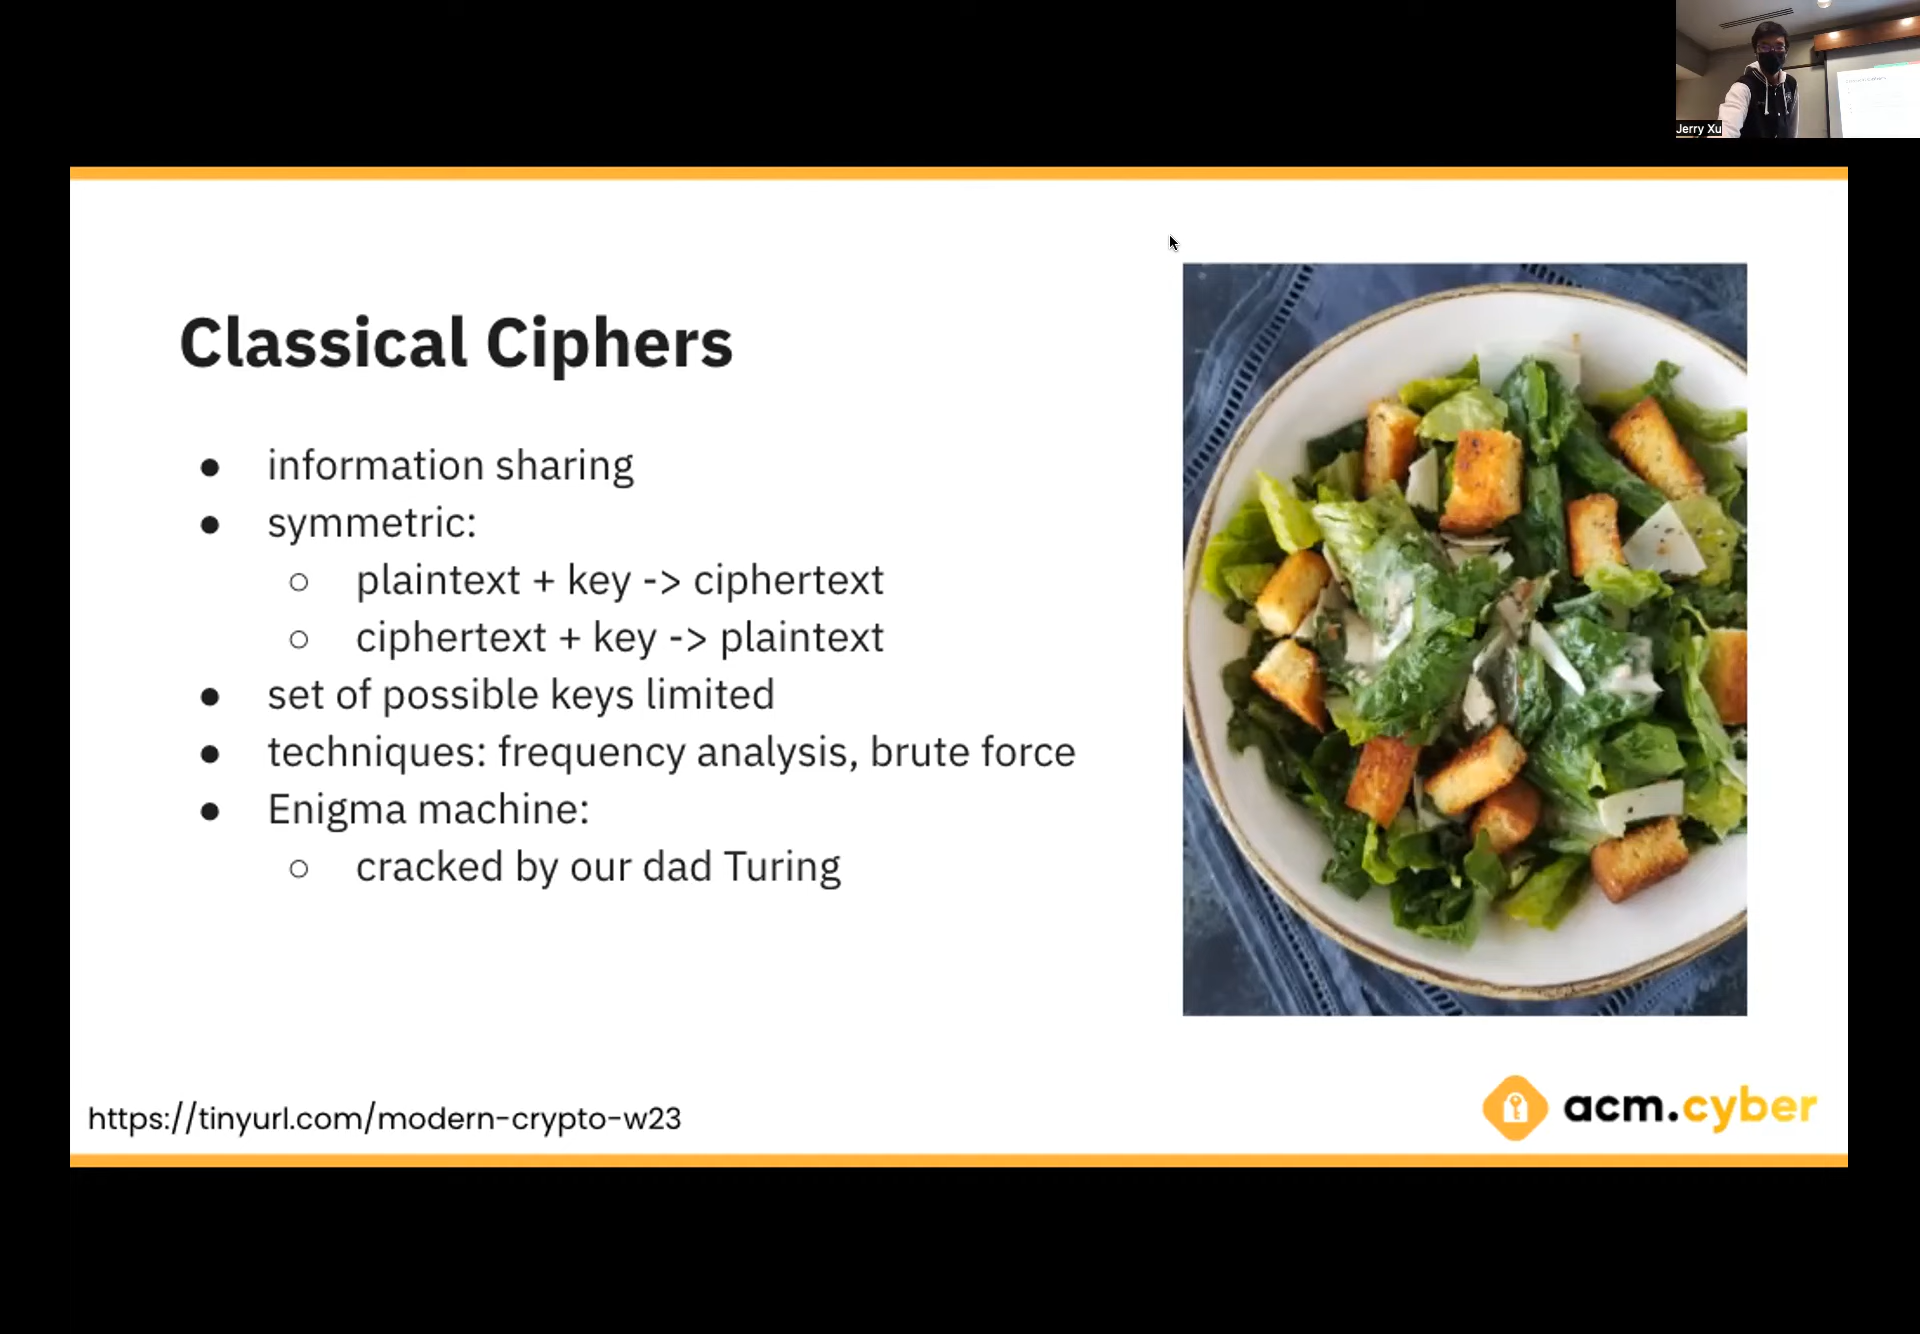 Jerry Xu
Classical Ciphers
● information sharing
● symmetric:
○ plaintext + key -> ciphertext
○ ciphertext + key -> plaintext
● set of possible keys limited
● techniques: frequency analysis, brute force
● Enigma machine:
○ cracked by our dad Turing
https://tinyurl.com/modern-crypto-w23
acm.cyber